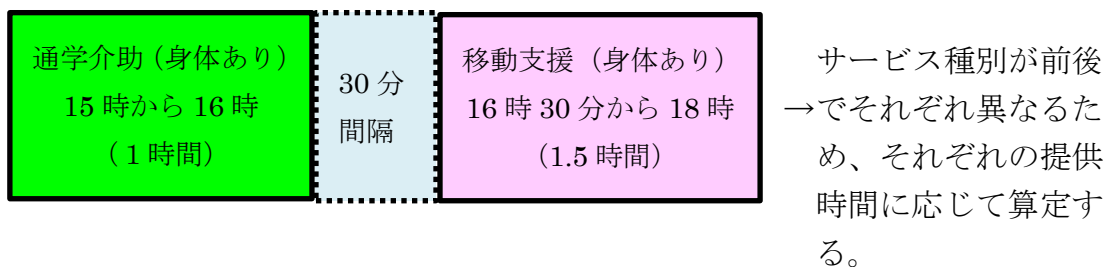 通学介助（身体あり）
15 時から 16 時
（１時間）
30 分
間隔
移動支援（身体あり）
16 時 30 分から 18 時
（1.5 時間）
サービス種別が前後
→でそれぞれ異なるた
め、それぞれの提供
時間に応じて算定す
る。